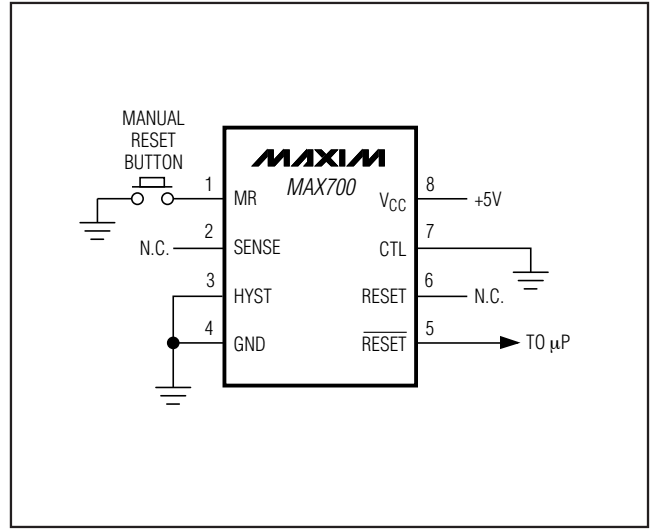 MANUAL
RESET
BUTTON
MAXIM
MAX700
1
MR
2
N.C.
SENSE
3
HYST
4
GND
8
VCC
+5V
7
CTL
6
RESET
N.C.
5
RESET
TO µP